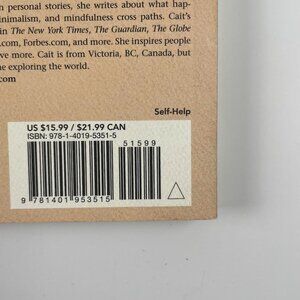 n personal stories, she writes about what hap-
inimalism, and mindfulness cross paths. Cait's
in The New York Times, The Guardian, The Globe
.com, Forbes.com, and more. She inspires people
ve more. Cait is from Victoria, BC, Canada, but
e exploring the world.
.com
Self-Help
US $15.99 / $21.99 CAN
ISBN: 978-1-4019-5351-5
51599
9 781401 953515